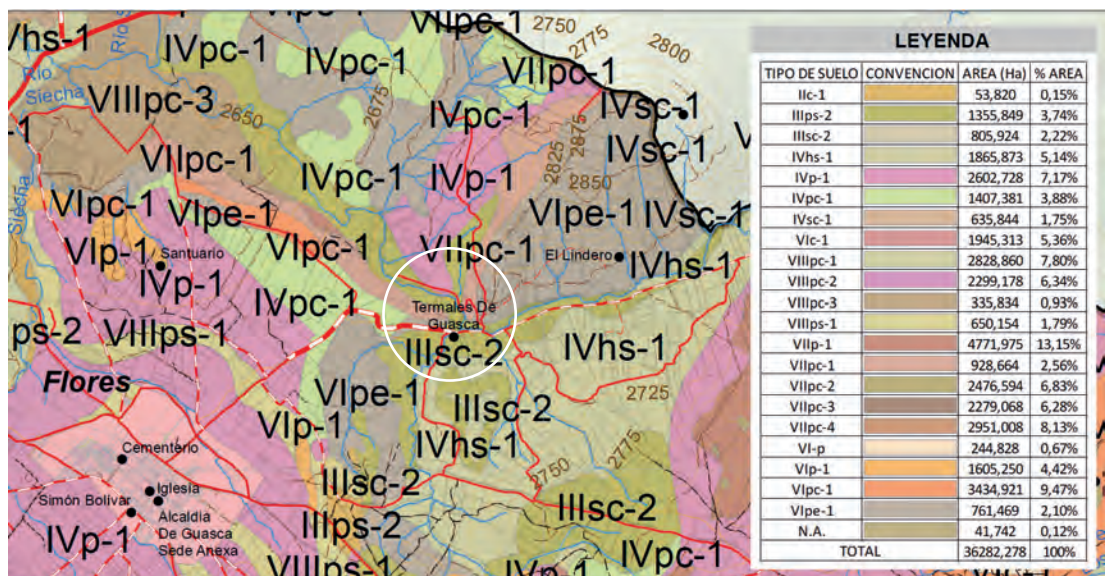 Vhs-1
Río
Siecha
Río.
Siecha
VIIIpc-3
-1
2650
IVpc-1
IVpc-1
2675
VIIpc-1
2750
2775
2800
VIIpc-1
IVsc-1
V
IVpc-1
2825
2875
2850
IVsc-1
VIIpc-1
IVpc-1
IVp-1
VIpe-1
VIpc-1
VIpe-1
IVsc-1
Siecha
VIp-1
VIpc-1
VIIpc-1
Santuario
El Lindero
IVhs-1
IVp-1
IVpc-1
Termales De
Guasca
ps-2
VIIIps-1
IIIsc-2
IVhs-1
Flores
VIpe-1
2725
IIIsc-2
VIp-1
IVhs-1
Cementerio
2750
2775
Iglesia
IIIsc-2
Simón Bolívar
Alcaldia
De Guasca
Sede Anexa
IIIps-2
IIIsc-2
IVp-1
IVpc-1
VIIIps-1
IVp-1
LEYENDA
TIPO DE SUELO CONVENCION AREA (Ha) % AREA
IIc-1 53,820 0,15%
IIIps-2 1355,849 3,74%
IIIsc-2 805,924 2,22%
IVhs-1 1865,873 5,14%
IVp-1 2602,728 7,17%
IVpc-1 1407,381 3,88%
IVsc-1 635,844 1,75%
VIc-1 1945,313 5,36%
VIIIpc-1 2828,860 7,80%
VIIIpc-2 2299,178 6,34%
VIIIpc-3 335,834 0,93%
VIIIps-1 650,154 1,79%
VIIp-1 4771,975 13,15%
VIIpc-1 928,664 2,56%
VIIpc-2 2476,594 6,83%
VIIpc-3 2279,068 6,28%
VIIpc-4 2951,008 8,13%
VI-p 244,828 0,67%
VIp-1 1605,250 4,42%
VIpc-1 3434,921 9,47%
VIpe-1 761,469 2,10%
N.A. 41,742 0,12%
TOTAL 36282,278 100%